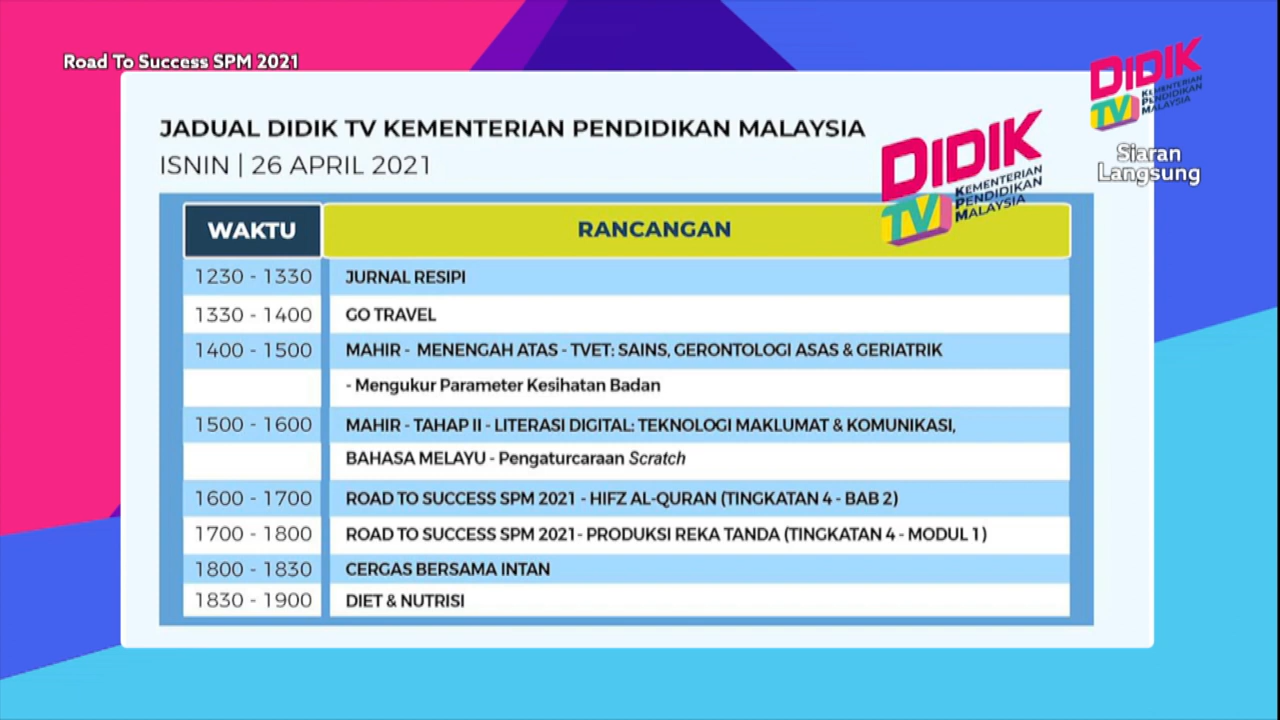 Road To Success SPM 2021
DIDIK
TV KEMENTERIAN
PENDIDIKAN
MALAYSIA
Siaran
Langsung
JADUAL DIDIK TV KEMENTERIAN PENDIDIKAN MALAYSIA
ISNIN | 26 APRIL 2021
DIDIK
TV KEMENTERIAN
PENDIDIKAN
MALAYSIA
WAKTU RANCANGAN
1230 - 1330 JURNAL RESIPI
1330 - 1400 GO TRAVEL
1400 - 1500 MAHIR - MENENGAH ATAS - TVET: SAINS, GERONTOLOGI ASAS & GERIATRIK
- Mengukur Parameter Kesihatan Badan
1500 - 1600 MAHIR - TAHAP II - LITERASI DIGITAL: TEKNOLOGI MAKLUMAT & KOMUNIKASI,
BAHASA MELAYU - Pengaturcaraan Scratch
1600 - 1700 ROAD TO SUCCESS SPM 2021 - HIFZ AL-QURAN (TINGKATAN 4 - BAB 2)
1700 - 1800 ROAD TO SUCCESS SPM 2021- PRODUKSI REKA TANDA (TINGKATAN 4 - MODUL 1)
1800 - 1830 CERGAS BERSAMA INTAN
1830 - 1900 DIET & NUTRISI